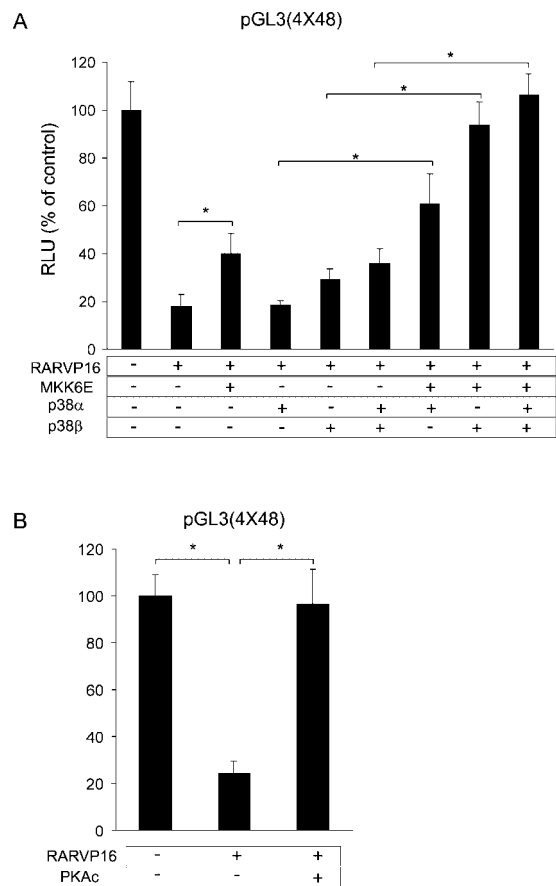 A
pGL3(4X48)
RLU (% of control)
120
100
80
60
40
20
0
*
*
*
*
RARVP16 - + + + + + + + +
MKK6E - - + - - - + + +
p38α - - - + - + + - +
p38β - - - - + + - + +
B
pGL3(4X48)
120
100
80
60
40
20
0
* *
RARVP16 - + +
PKAc - - +